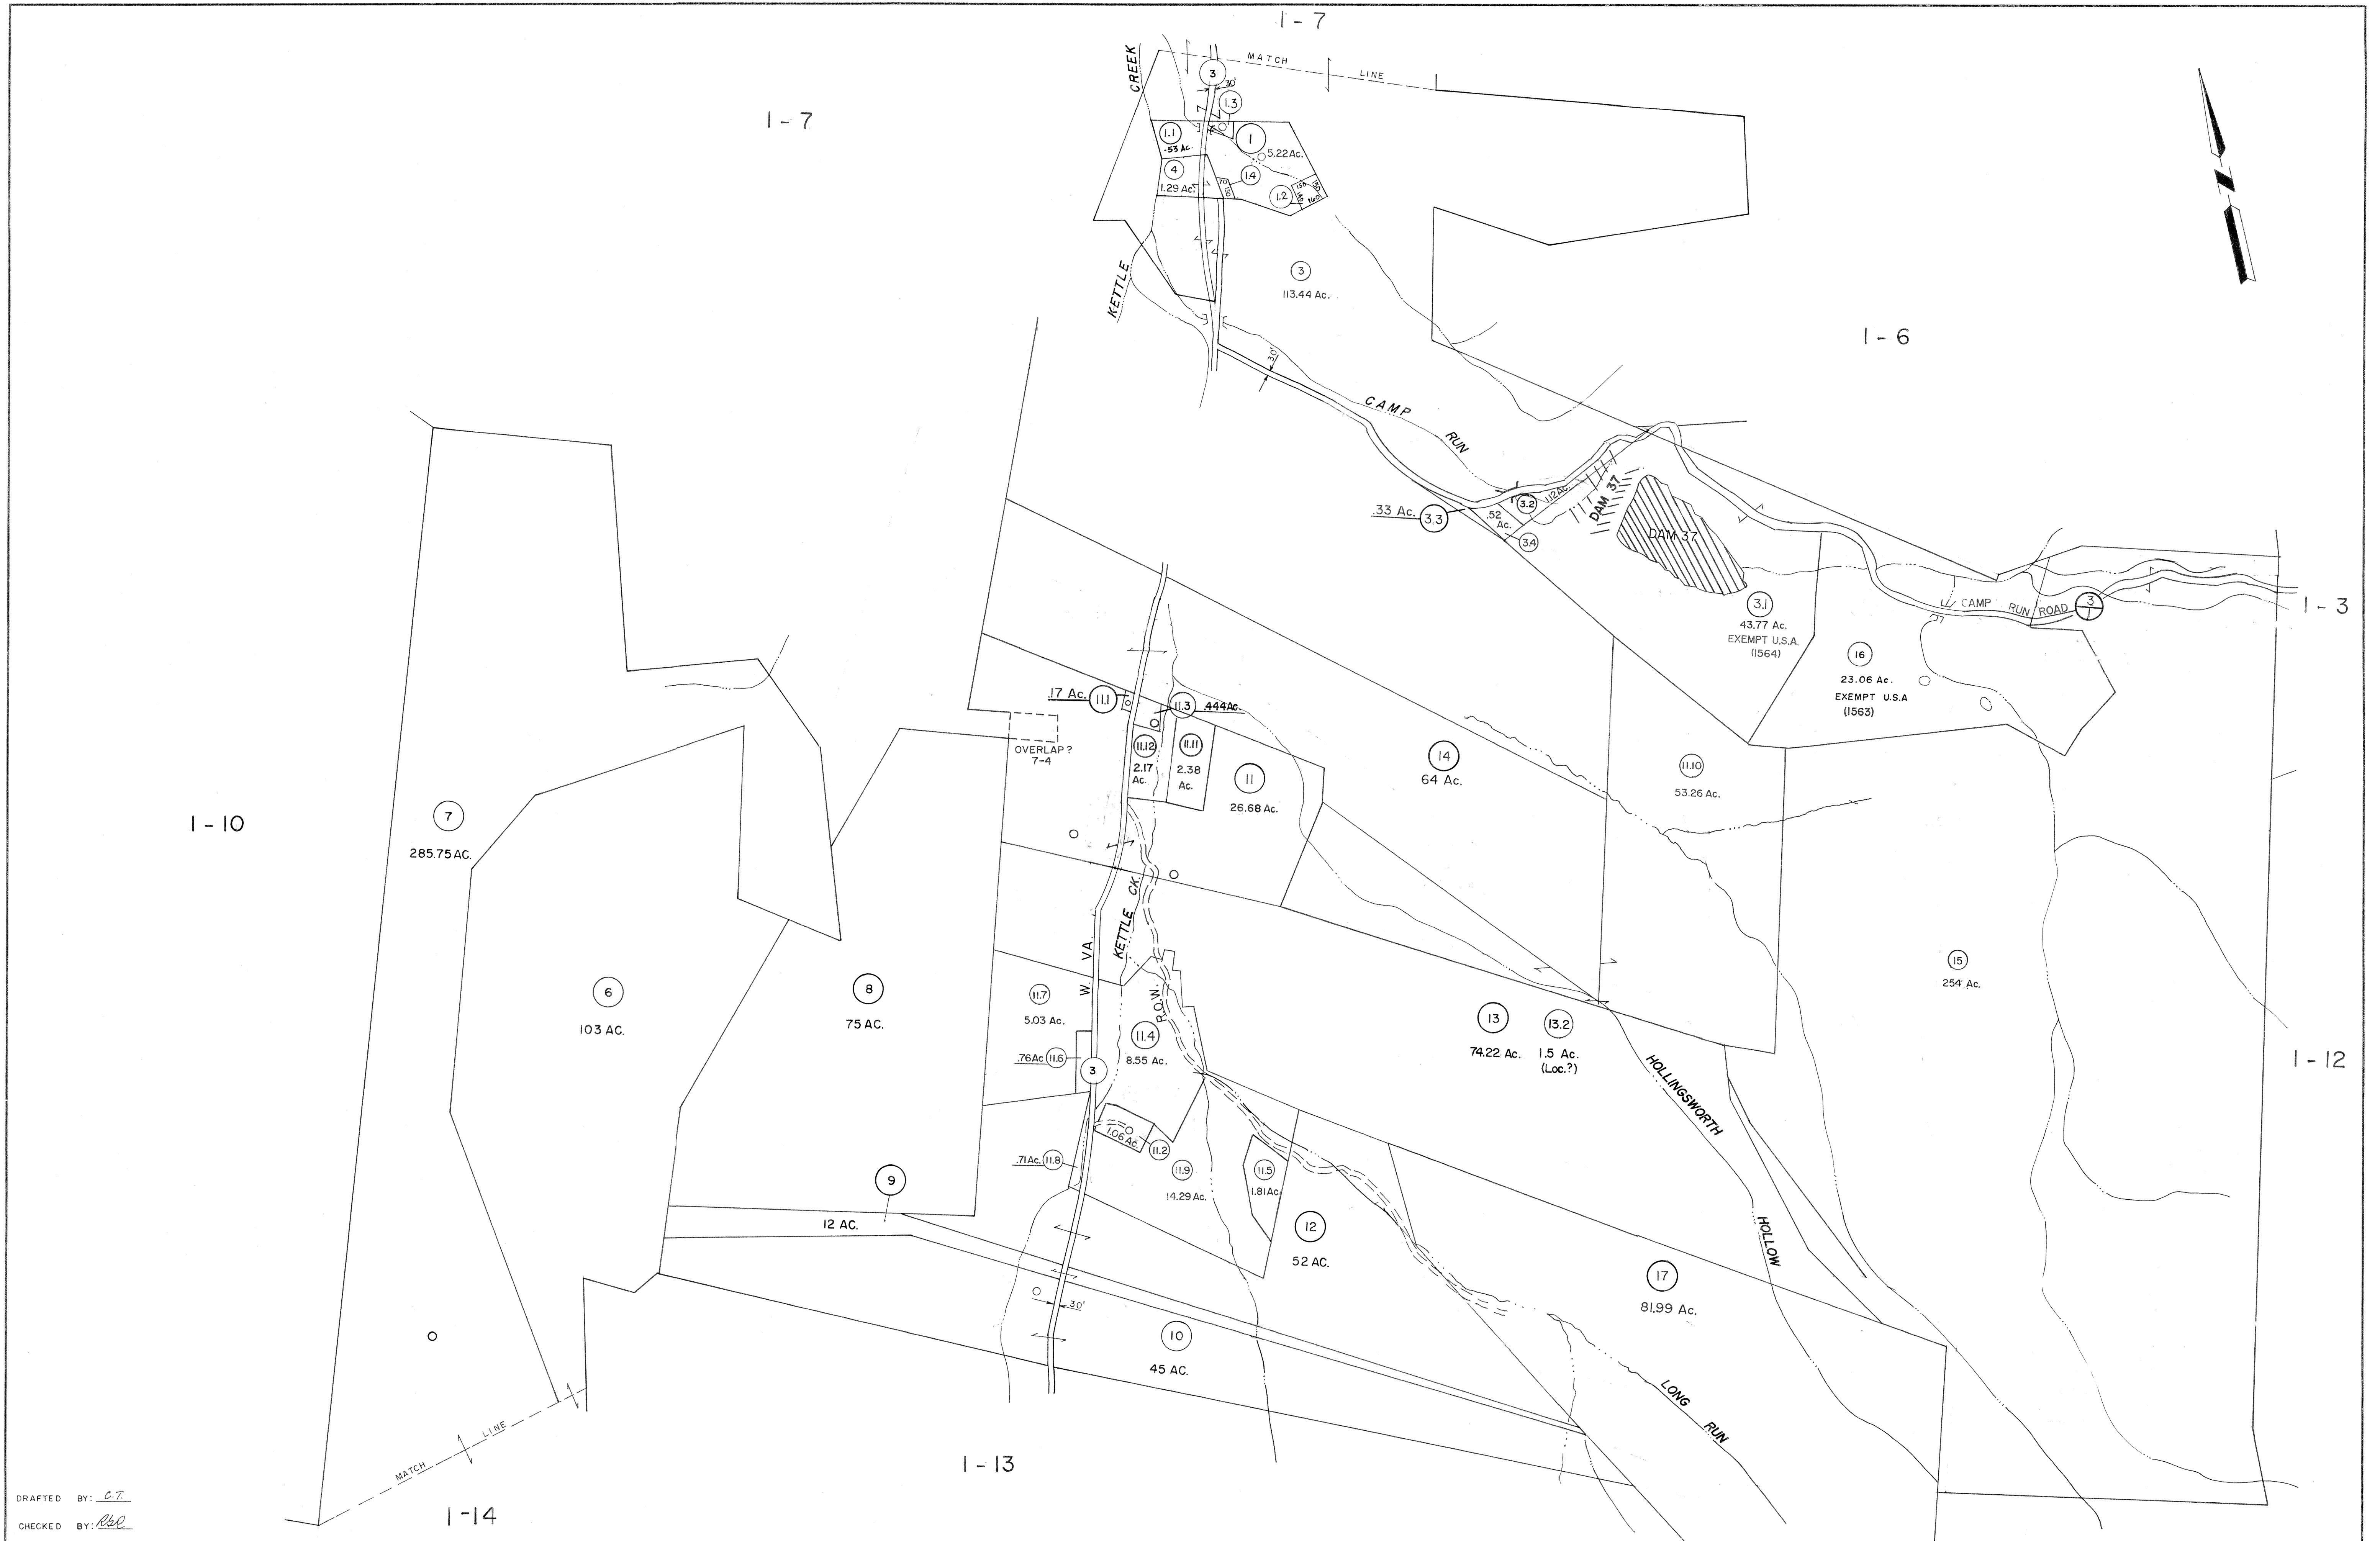 1 - 7
1 - 7
MATCH LINE
CREEK
3
30'
1.3
1.1
.53 Ac.
1
5.22 Ac.
4
1.29 Ac.
70
130
1.4
1.2
150
150
160
KETTLE
3
113.44 Ac.
1 - 6
30'
CAMP
RUN
.33 Ac. 3.3
3.2
1.12 Ac.
.52
Ac.
3.4
DAM 37
DAM 37
3.1
43.77 Ac.
EXEMPT U.S.A.
(1564)
CAMP RUN ROAD
3
1
1 - 3
16
23.06 Ac.
EXEMPT U.S.A
(1563)
.17 Ac. 11.1
11.3 .444 Ac.
OVERLAP ?
7-4
11.12
2.17
Ac.
11.11
2.38
Ac.
11
26.68 Ac.
14
64 Ac.
11.10
53.26 Ac.
1 - 10
7
285.75 AC.
KETTLE CK.
W. VA.
R.O.W.
6
103 AC.
8
75 AC.
11.7
5.03 Ac.
.76 Ac 11.6
3
11.4
8.55 Ac.
13
74.22 Ac.
13.2
1.5 Ac.
(Loc.?)
15
254 Ac.
1 - 12
HOLLINGSWORTH
HOLLOW
1.06 Ac.
11.2
.71 Ac. 11.8
11.9
14.29 Ac.
11.5
1.81 Ac.
9
12 AC.
12
52 AC.
17
81.99 Ac.
30'
10
45 AC.
LONG
RUN
MATCH LINE
1 - 13
1 - 14
DRAFTED BY: C.T.
CHECKED BY: